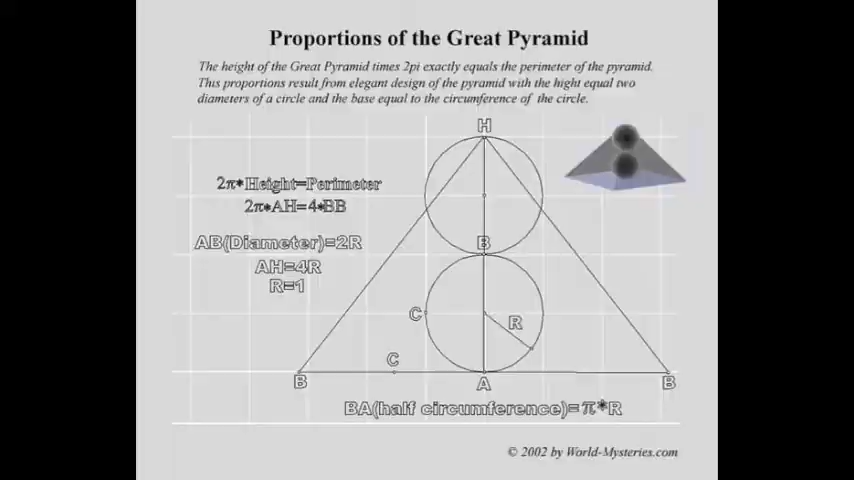 Proportions of the Great Pyramid
The height of the Great Pyramid times 2pi exactly equals the perimeter of the pyramid.
This proportions result from elegant design of the pyramid with the hight equal two
diameters of a circle and the base equal to the circumference of the circle.
H
2π*Height=Perimeter
2π*AH=4*BB
AB(Diameter)=2R
B
AH=4R
R=1
C
R
C
B
A
B
BA(half circumference)=π*R
© 2002 by World-Mysteries.com